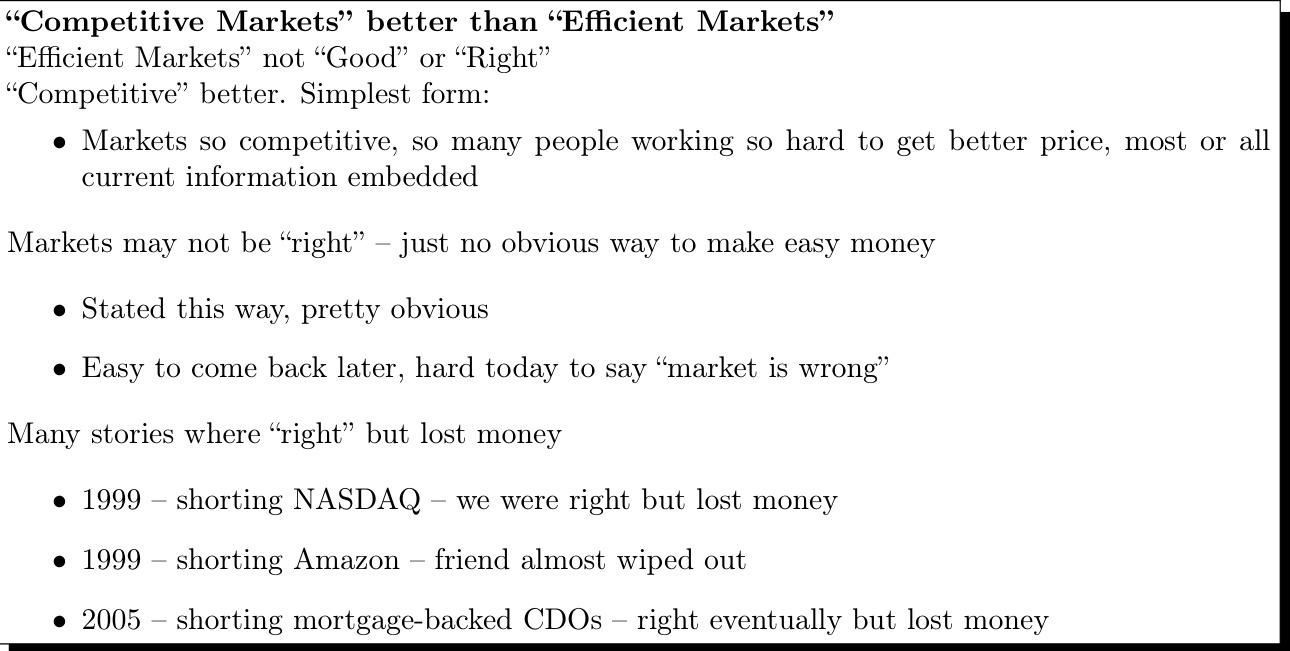 “Competitive Markets” better than “Efficient Markets”
“Efficient Markets” not “Good” or “Right”
“Competitive” better. Simplest form:
• Markets so competitive, so many people working so hard to get better price, most or all
current information embedded
Markets may not be “right” – just no obvious way to make easy money
• Stated this way, pretty obvious
• Easy to come back later, hard today to say “market is wrong”
Many stories where “right” but lost money
• 1999 – shorting NASDAQ – we were right but lost money
• 1999 – shorting Amazon – friend almost wiped out
• 2005 – shorting mortgage-backed CDOs – right eventually but lost money